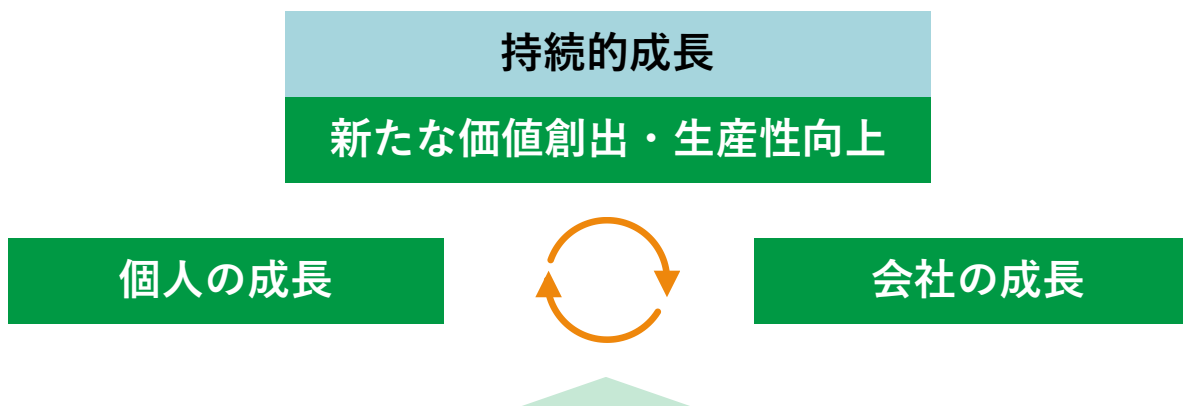 持続的成長
新たな価値創出・生産性向上
個人の成長
会社の成長